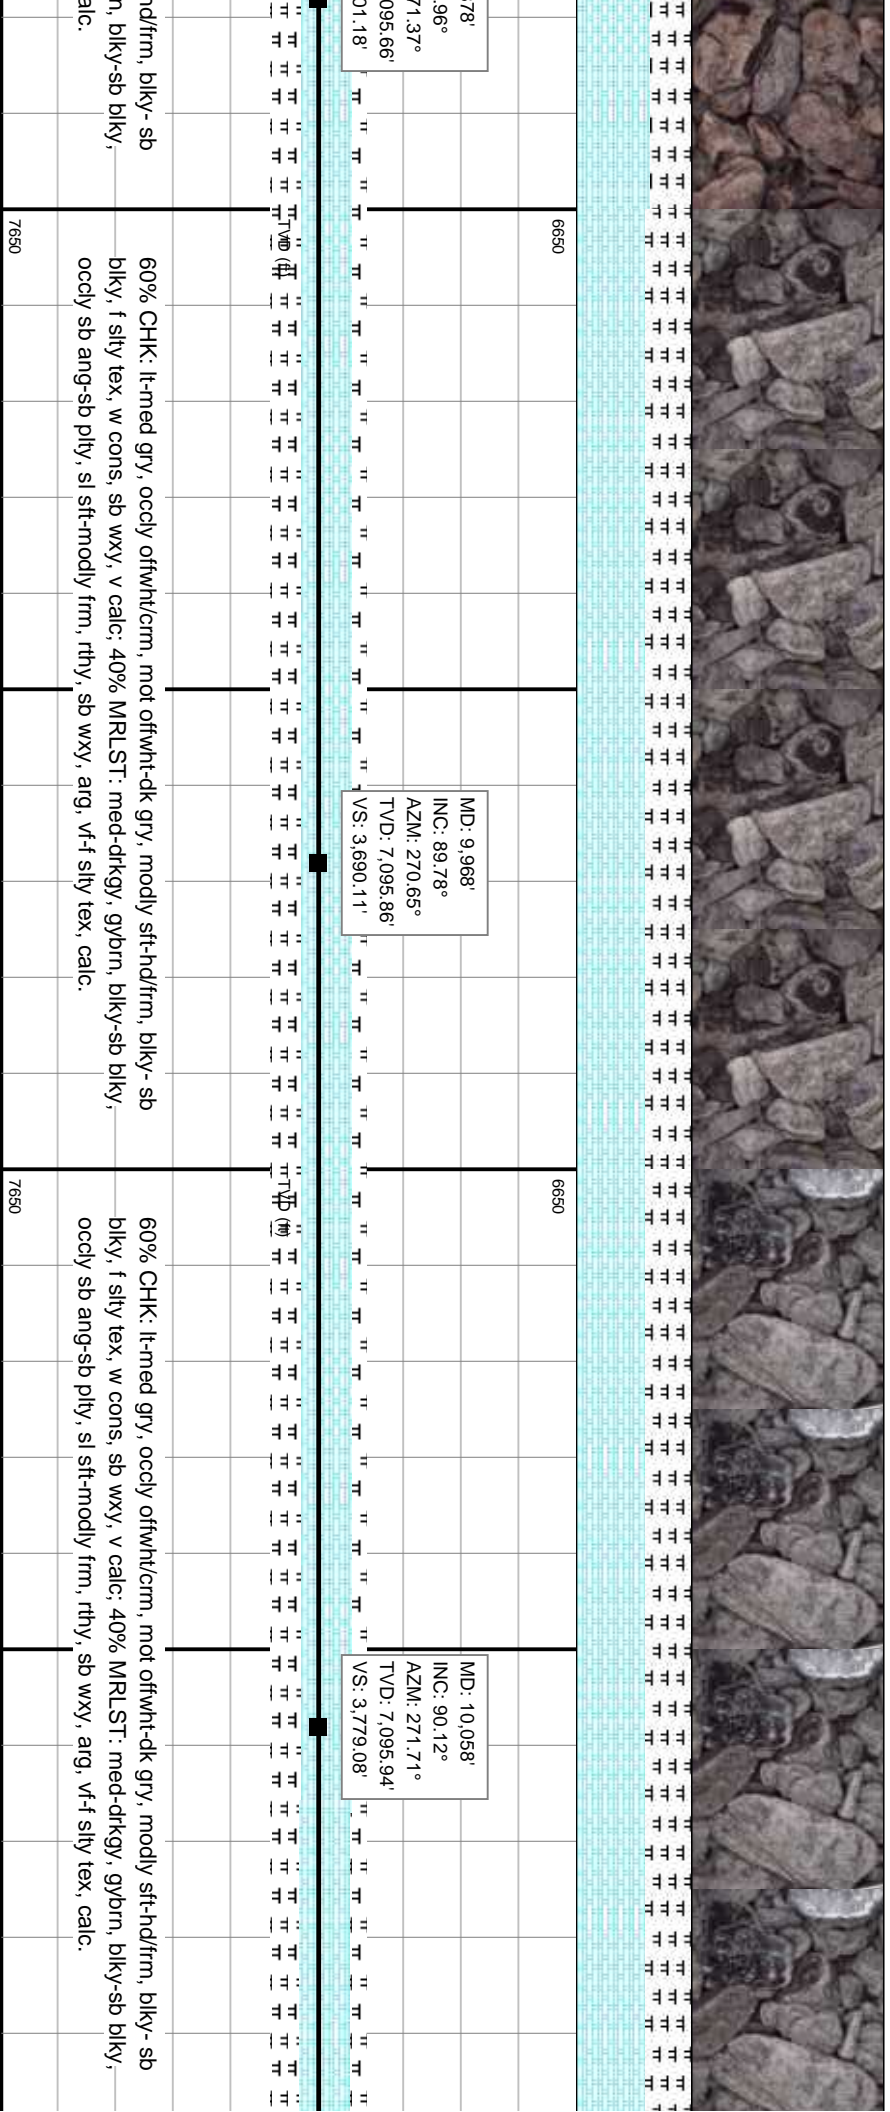 878'
.96°
71.37°
095.66'
01.18'
nd/frm, blky- sb
n, blky-sb blky,
alc.
6650
TVD (ft)
7650
60% CHK: lt-med gry, occly offwht/crm, mot offwht-dk gry, modly sft-hd/frm, blky- sb
blky, f slty tex, w cons, sb wxy, v calc; 40% MRLST: med-drkgy, gybrn, blky-sb blky,
occly sb ang-sb plty, sl sft-modly frm, rthy, sb wxy, arg, vf-f slty tex, calc.
MD: 9,968'
INC: 89.78°
AZM: 270.65°
TVD: 7,095.86'
VS: 3,690.11'
6650
TVD (ft)
7650
60% CHK: lt-med gry, occly offwht/crm, mot offwht-dk gry, modly sft-hd/frm, blky- sb
blky, f slty tex, w cons, sb wxy, v calc; 40% MRLST: med-drkgy, gybrn, blky-sb blky,
occly sb ang-sb plty, sl sft-modly frm, rthy, sb wxy, arg, vf-f slty tex, calc.
MD: 10,058'
INC: 90.12°
AZM: 271.71°
TVD: 7,095.94'
VS: 3,779.08'